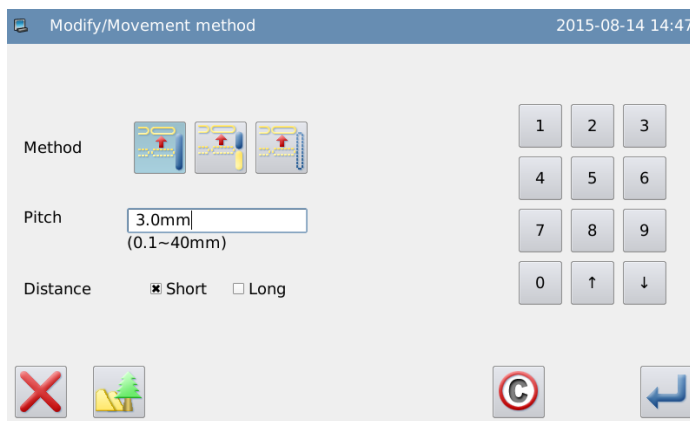 Modify/Movement method 2015-08-14 14:47
Method
Pitch 3.0mm
(0.1~40mm)
Distance Short Long
1 2 3
4 5 6
7 8 9
0 ↑ ↓
C